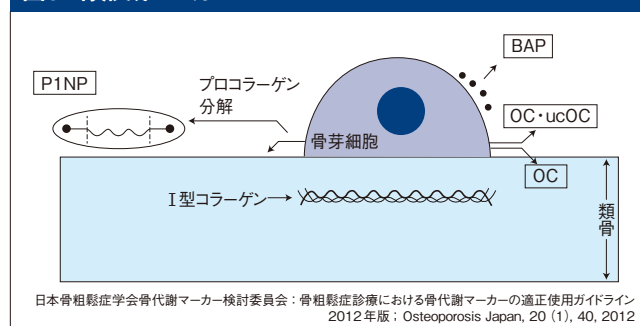 BAP
P1NP
プロコラーゲン
分解
OC・ucOC
骨芽細胞
OC
I型コラーゲン
類骨
日本骨粗鬆症学会骨代謝マーカー検討委員会：骨粗鬆症診療における骨代謝マーカーの適正使用ガイドライン
2012年版；Osteoporosis Japan, 20（1）, 40, 2012